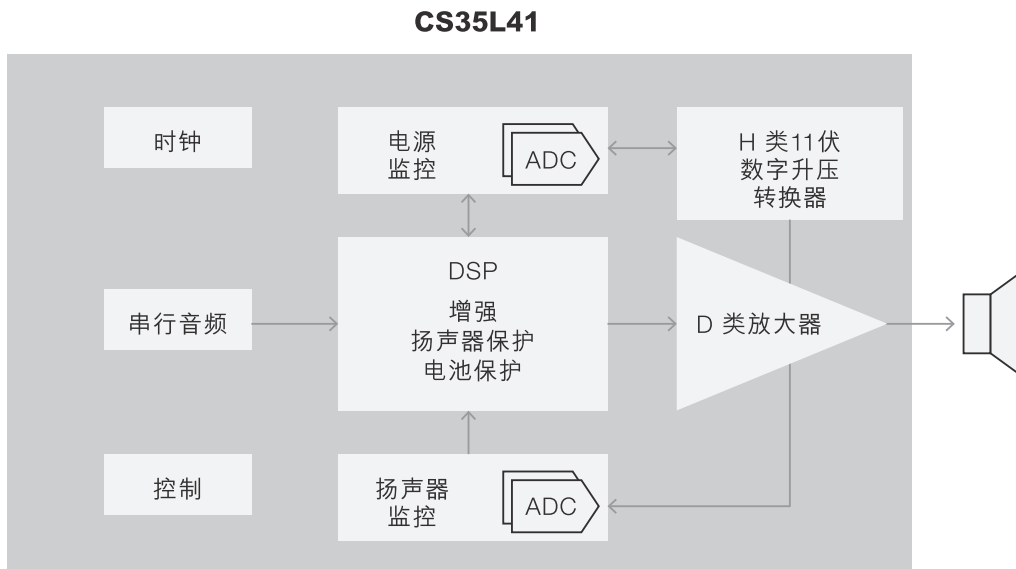 CS35L41
时钟
电源
监控
ADC
H 类11伏
数字升压
转换器
串行音频
DSP
增强
扬声器保护
电池保护
D 类放大器
控制
扬声器
监控
ADC